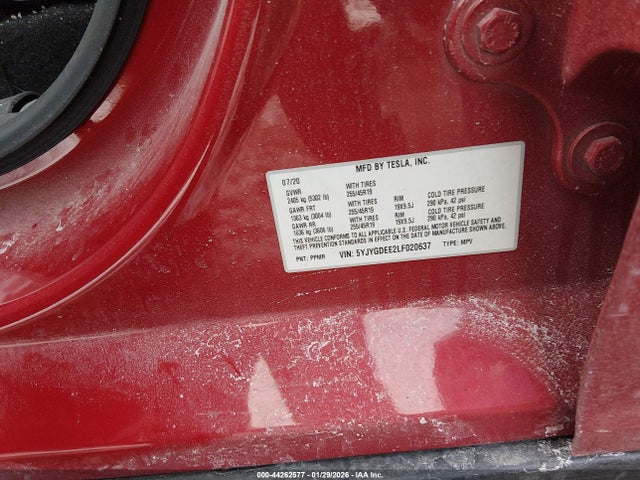 MFD BY TESLA, INC.
07/20
GVWR WITH TIRES
2405 kg (5302 lb) 255/45R19 RIM COLD TIRE PRESSURE
GAWR FRT WITH TIRES 19X9.5J 290 kPa, 42 psi
1363 kg (3004 lb) 255/45R19 RIM COLD TIRE PRESSURE
GAWR RR WITH TIRES 19X9.5J 290 kPa, 42 psi
1636 kg (3606 lb) 255/45R19
THIS VEHICLE CONFORMS TO ALL APPLICABLE U.S. FEDERAL MOTOR VEHICLE SAFETY AND
THEFT PREVENTION STANDARDS IN EFFECT ON THE DATE OF MANUFACTURE SHOWN ABOVE.
PNT: PPMR VIN: 5YJYGDEE2LF020637 TYPE: MPV
000-44262577 - 01/29/2026 - IAA Inc.